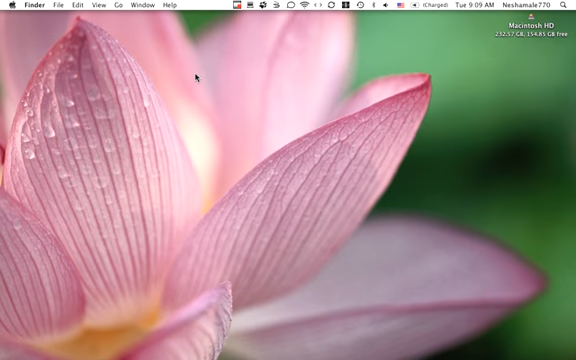 Finder File Edit View Go Window Help (Charged) Tue 9:09 AM Neshamale770
Macintosh HD
232.57 GB, 154.85 GB free